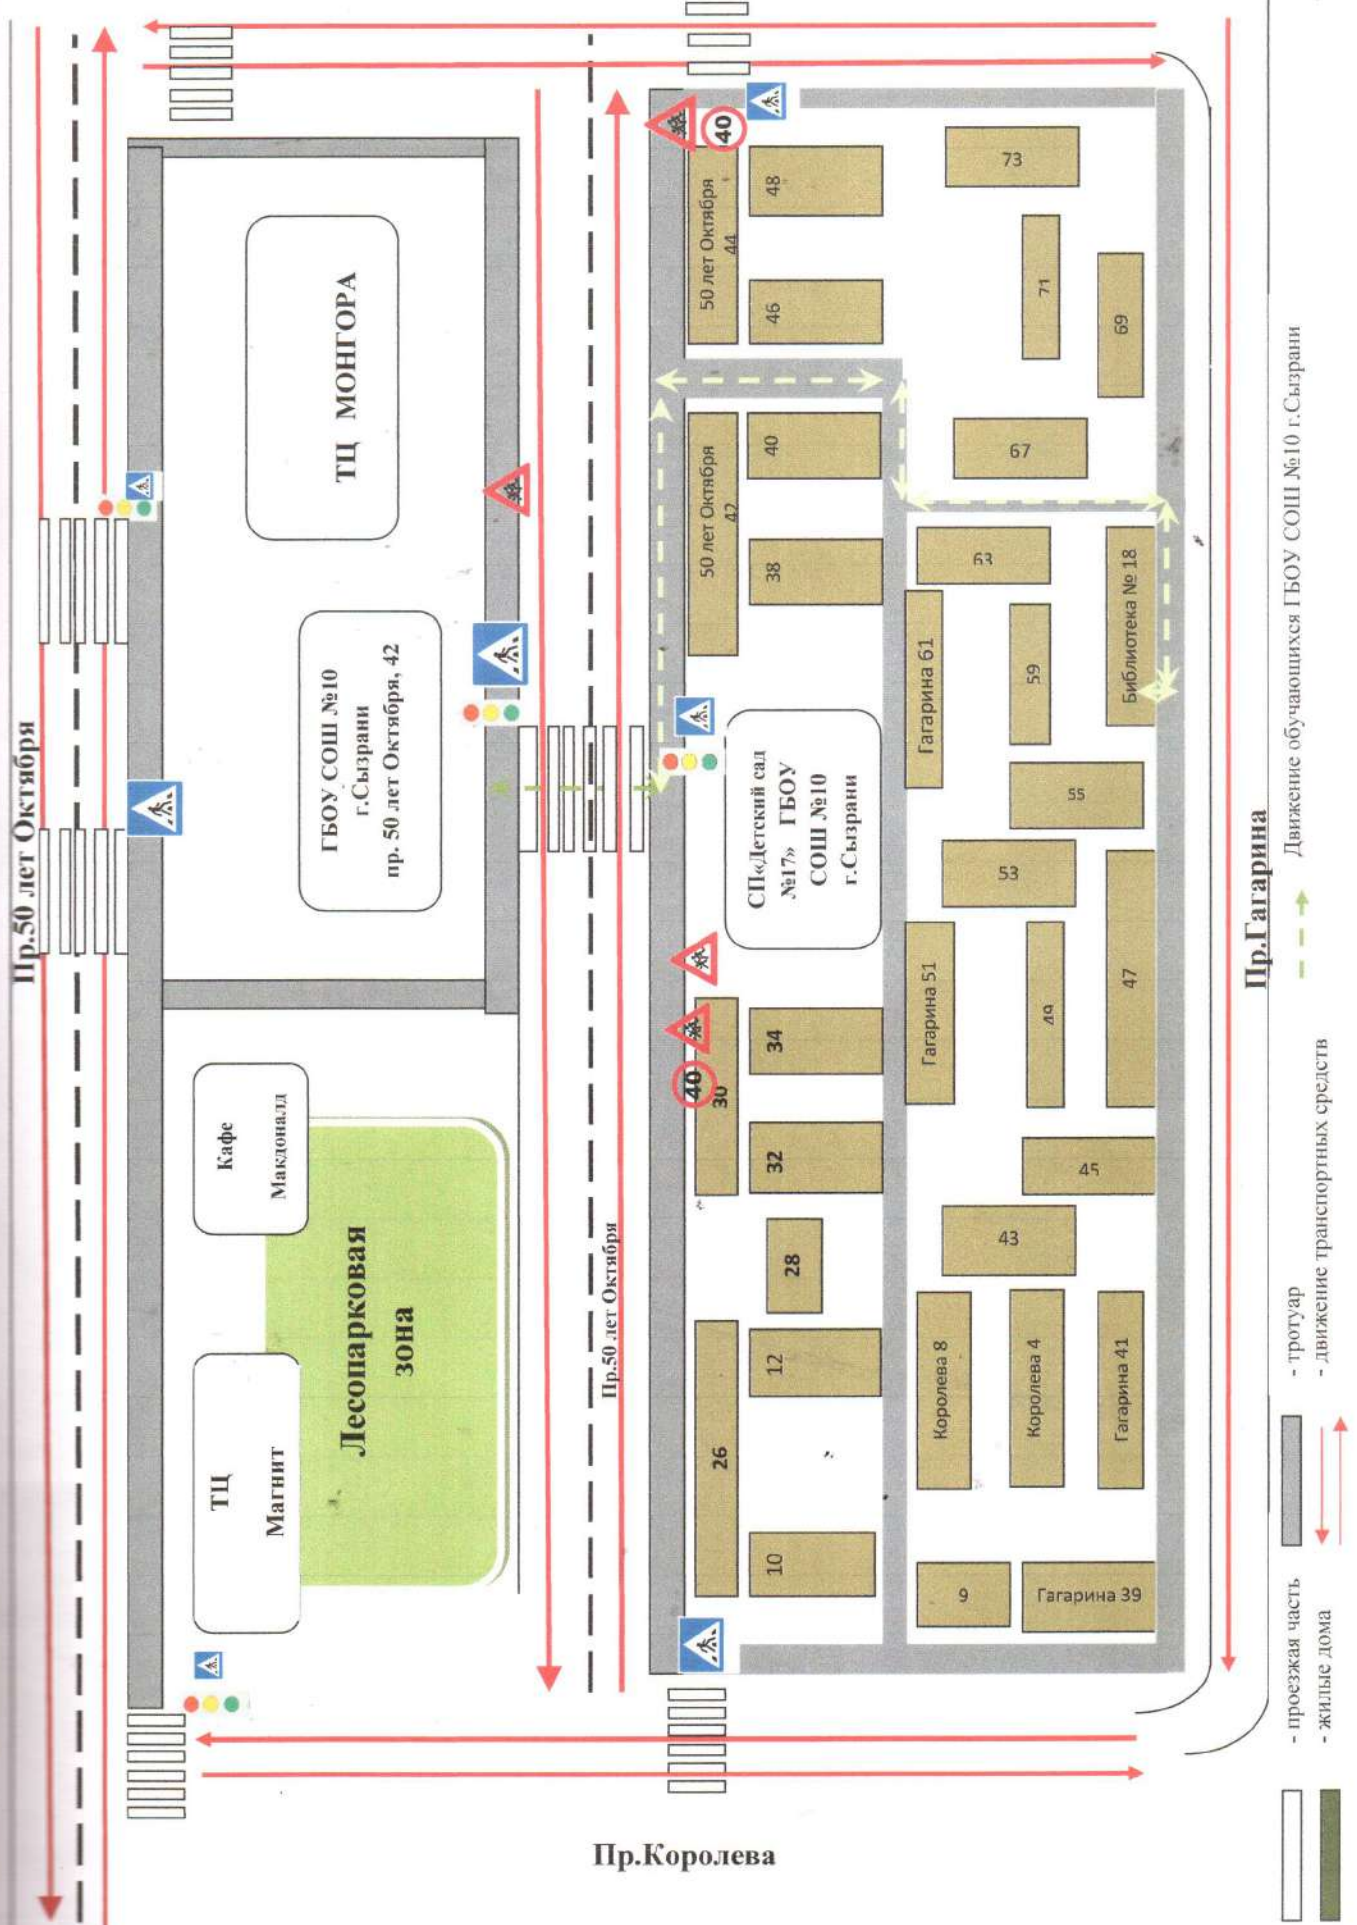 Пр.50 лет Октября
ТЦ
Магнит
Кафе
Макдоналд
Лесопарковая
зона
ГБОУ СОШ №10
г.Сызрани
пр. 50 лет Октября, 42
ТЦ МОНГОРА
Пр.50 лет Октября
Пр.Королева
26
30
40
50 лет Октября
42
50 лет Октября
44
40
10
12
28
32
34
СП«Детский сад
№17» ГБОУ
СОШ №10
г.Сызрани
38
40
46
48
9
Гагарина 39
Королева 8
Королева 4
Гагарина 41
43
45
Гагарина 51
49
47
53
55
Гагарина 61
59
63
Библиотека № 18
67
71
69
73
Пр.Гагарина
- проезжая часть
- тротуар
Движение обучающихся ГБОУ СОШ №10 г.Сызрани
- жилые дома
- движение транспортных средств